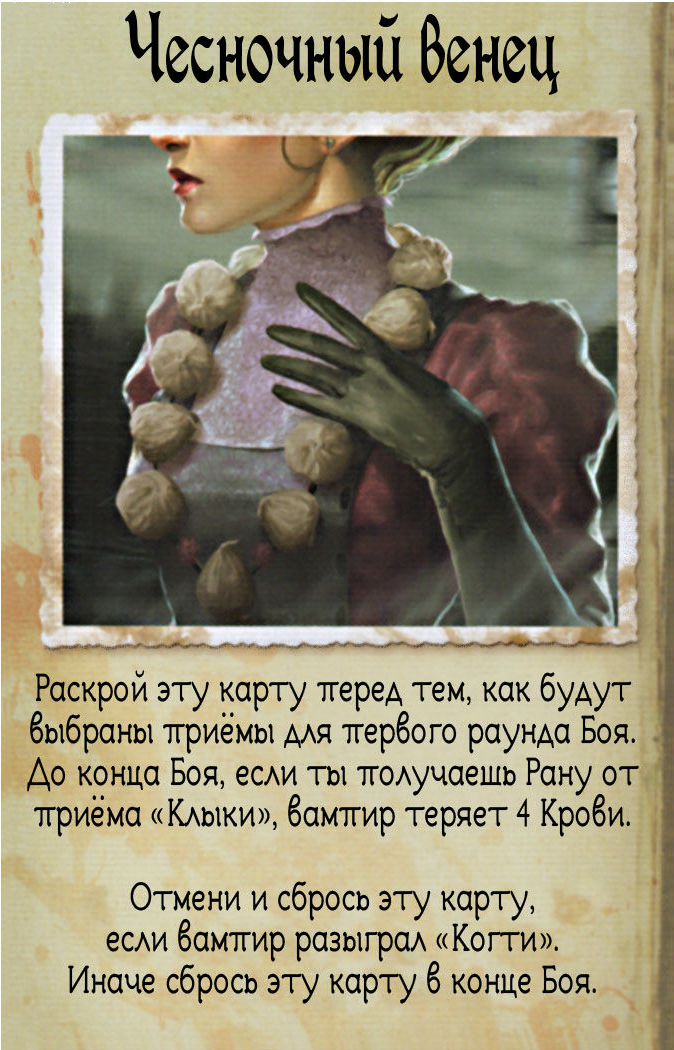 Чесночный венец
Раскрой эту карту перед тем, как будут
выбраны приёмы для первого раунда Боя.
До конца Боя, если ты получаешь Рану от
приёма «Клыки», вампир теряет 4 Крови.
Отмени и сбрось эту карту,
если вампир разыграл «Когти».
Иначе сбрось эту карту в конце Боя.